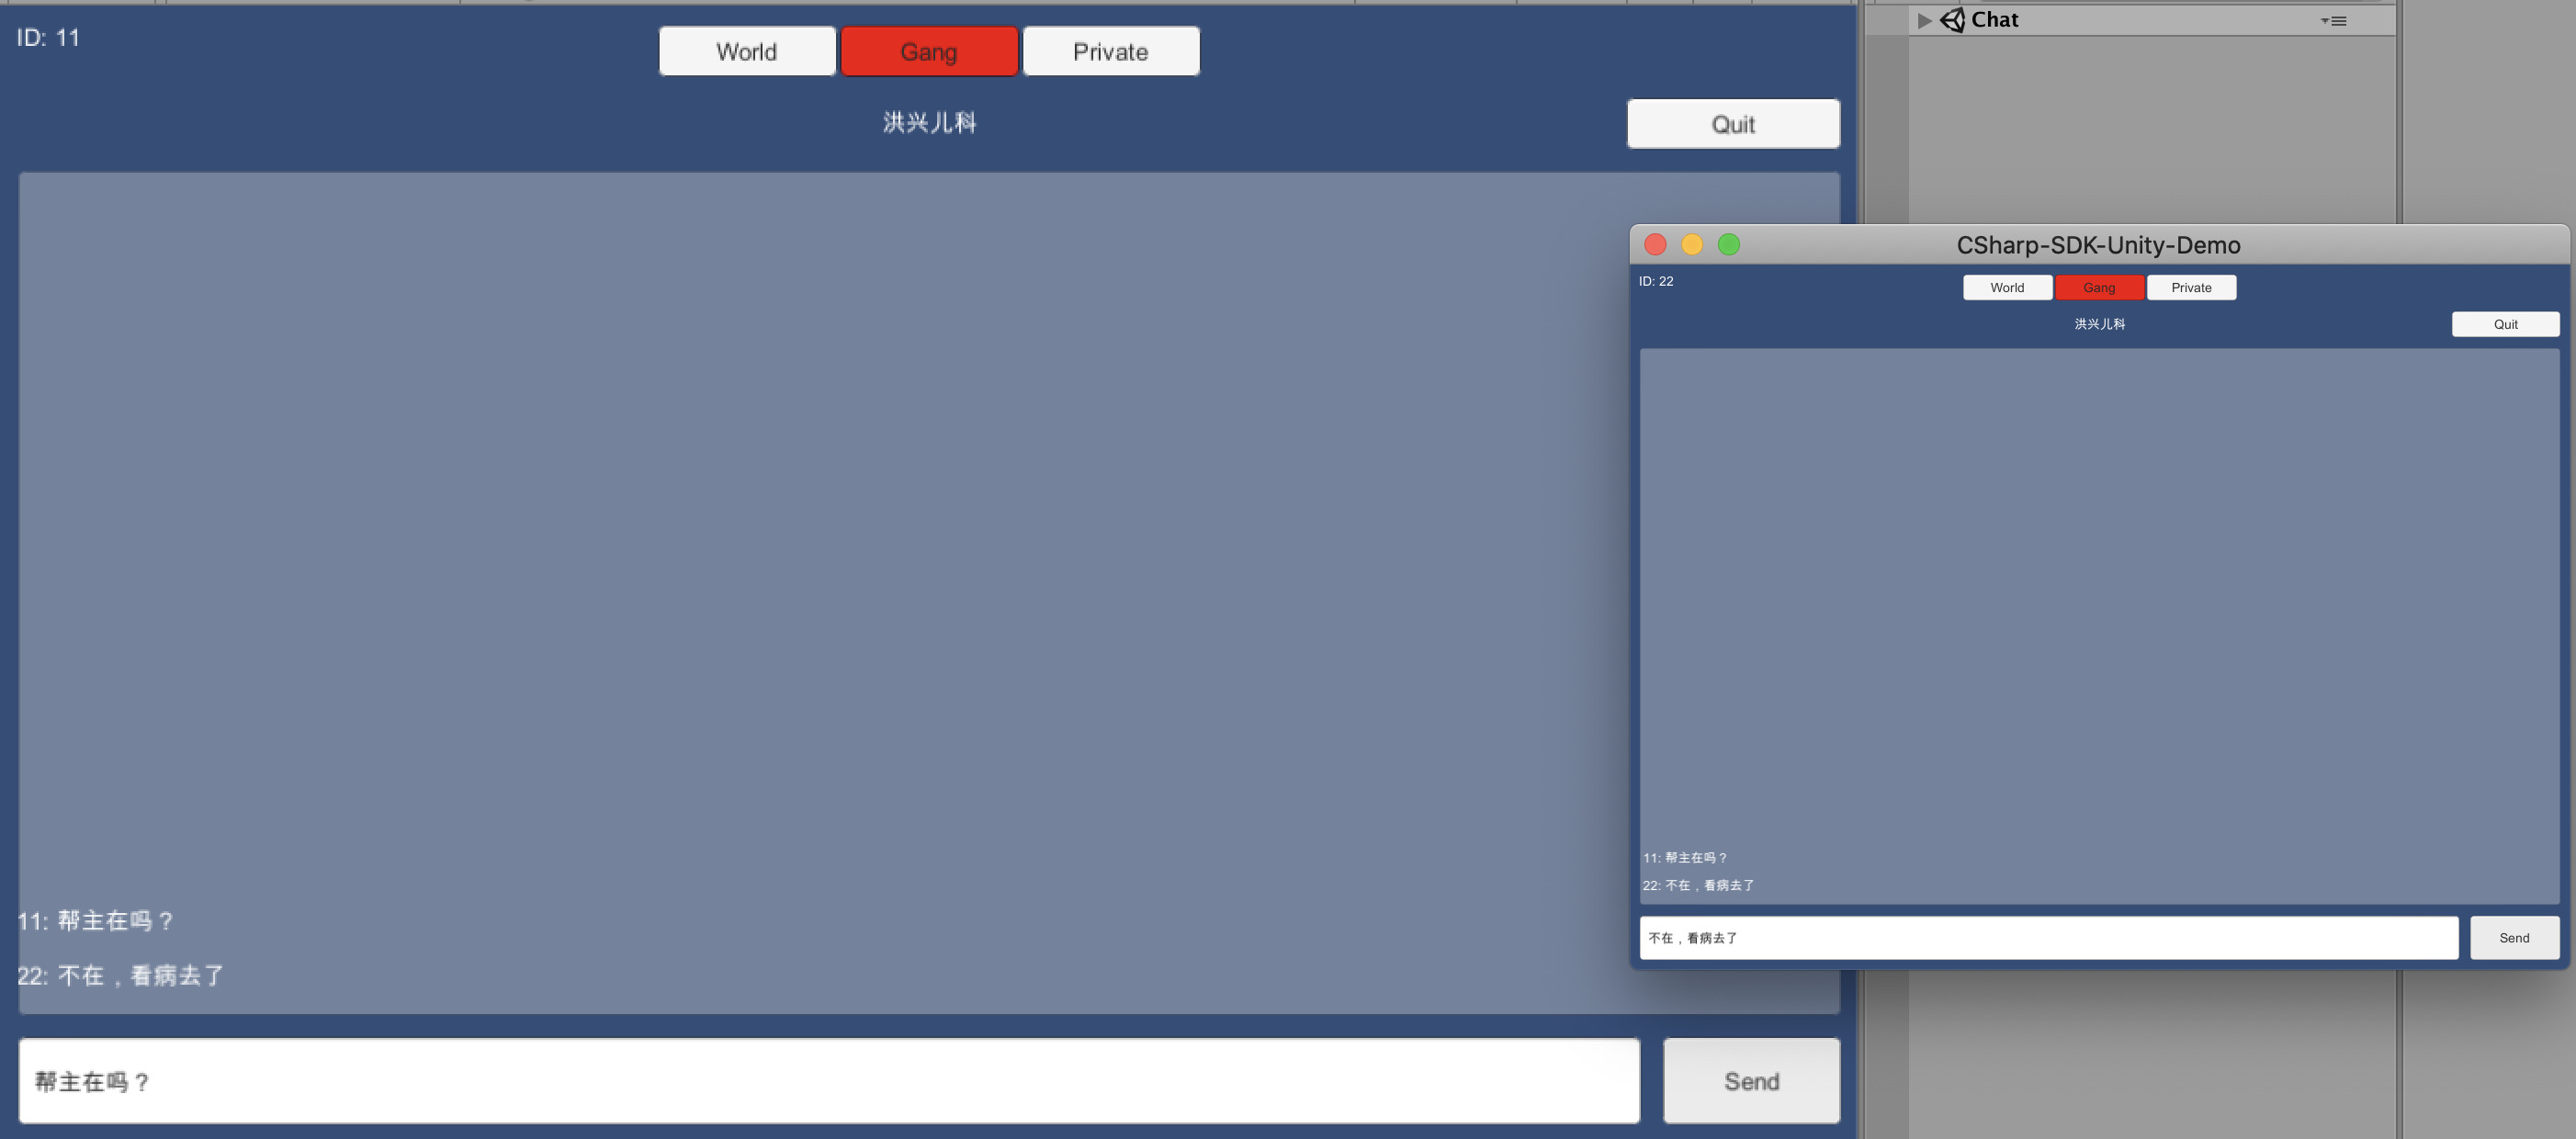 ID: 11
World
Gang
Private
洪兴儿科
Quit
11: 帮主在吗？
22: 不在，看病去了
帮主在吗？
Send
Chat
CSharp-SDK-Unity-Demo
ID: 22
World
Gang
Private
洪兴儿科
Quit
11: 帮主在吗？
22: 不在，看病去了
不在，看病去了
Send